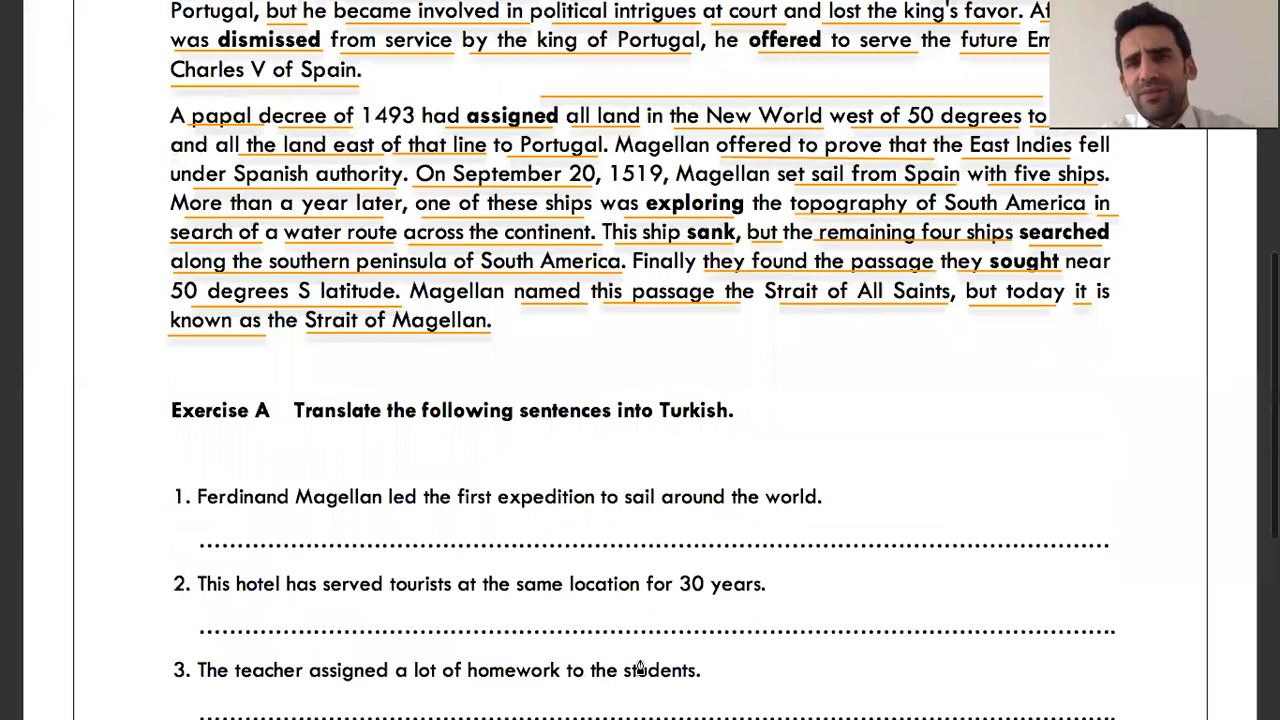 Portugal, but he became involved in political intrigues at court and lost the king's favor.
was dismissed from service by the king of Portugal, he offered to serve the future
Charles V of Spain.
A papal decree of 1493 had assigned all land in the New World west of 50 degrees to
and all the land east of that line to Portugal. Magellan offered to prove that the East Indies fell
under Spanish authority. On September 20, 1519, Magellan set sail from Spain with five ships.
More than a year later, one of these ships was exploring the topography of South America in
search of a water route across the continent. This ship sank, but the remaining four ships searched
along the southern peninsula of South America. Finally they found the passage they sought near
50 degrees S latitude. Magellan named this passage the Strait of All Saints, but today it is
known as the Strait of Magellan.
Exercise A Translate the following sentences into Turkish.
1. Ferdinand Magellan led the first expedition to sail around the world.
2. This hotel has served tourists at the same location for 30 years.
3. The teacher assigned a lot of homework to the students.